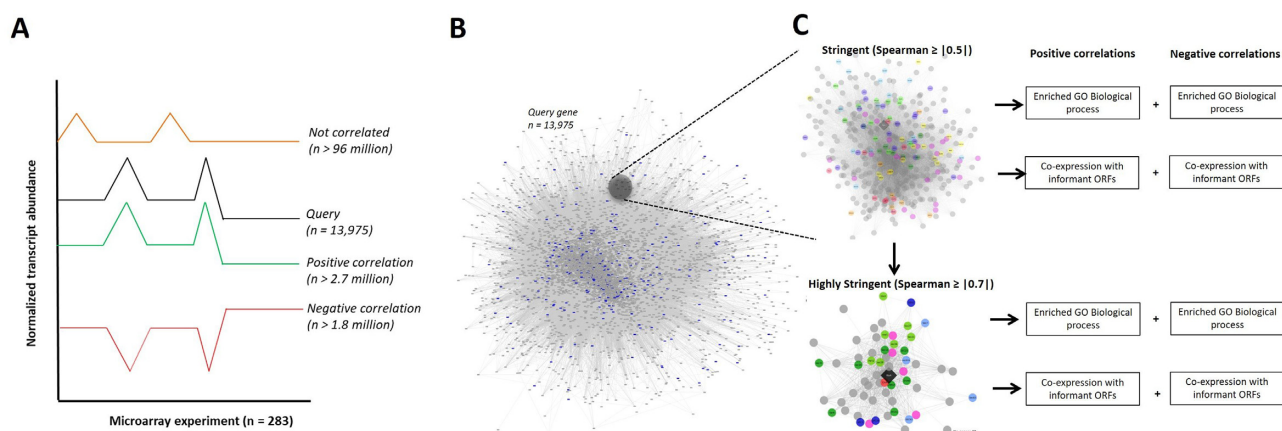 A
Normalized transcript abundance
Not correlated
(n > 96 million)
Query
(n = 13,975)
Positive correlation
(n > 2.7 million)
Negative correlation
(n > 1.8 million)
Microarray experiment (n = 283)
B
Query gene
n = 13,975
C
Stringent (Spearman ≥ |0.5|)
Positive correlations
Negative correlations
Enriched GO Biological
process
+
Enriched GO Biological
process
Co-expression with
informant ORFs
+
Co-expression with
informant ORFs
Highly Stringent (Spearman ≥ |0.7|)
Enriched GO Biological
process
+
Enriched GO Biological
process
Co-expression with
informant ORFs
+
Co-expression with
informant ORFs